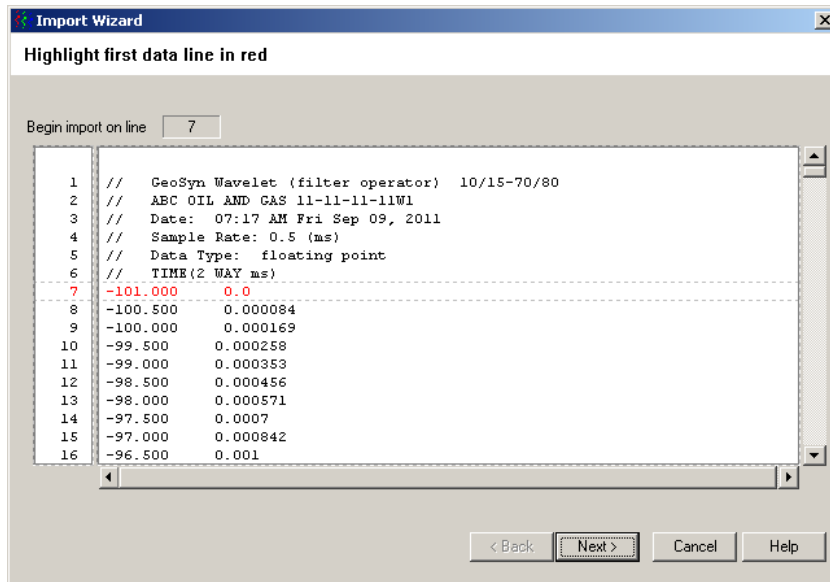 Import Wizard
Highlight first data line in red
Begin import on line 7
1 // GeoSyn Wavelet (filter operator) 10/15-70/80
2 // ABC OIL AND GAS 11-11-11-11W1
3 // Date: 07:17 AM Fri Sep 09, 2011
4 // Sample Rate: 0.5 (ms)
5 // Data Type: floating point
6 // TIME(2 WAY ms)
7 -101.000 0.0
8 -100.500 0.000084
9 -100.000 0.000169
10 -99.500 0.000258
11 -99.000 0.000353
12 -98.500 0.000456
13 -98.000 0.000571
14 -97.500 0.0007
15 -97.000 0.000842
16 -96.500 0.001
< Back Next > Cancel Help